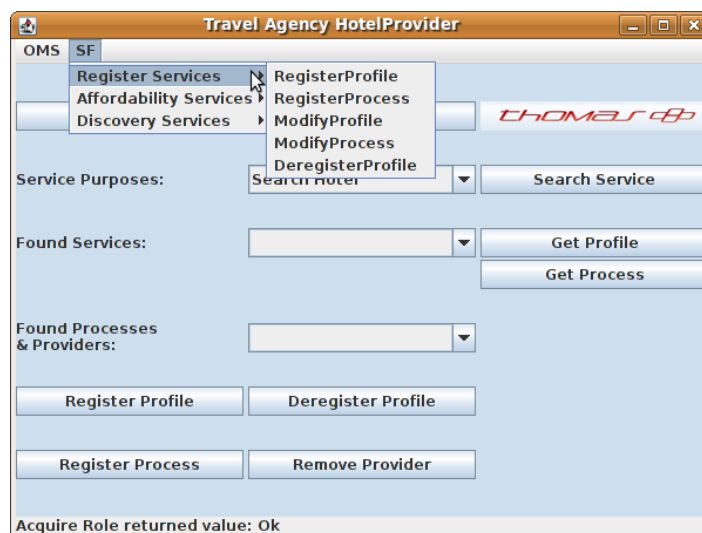 Travel Agency HotelProvider
OMS SF
Register Services
Affordability Services
Discovery Services
RegisterProfile
RegisterProcess
ModifyProfile
ModifyProcess
DeregisterProfile
thomas
Service Purposes:
Search Hotel
Search Service
Found Services:
Get Profile
Get Process
Found Processes
& Providers:
Register Profile
Deregister Profile
Register Process
Remove Provider
Acquire Role returned value: Ok